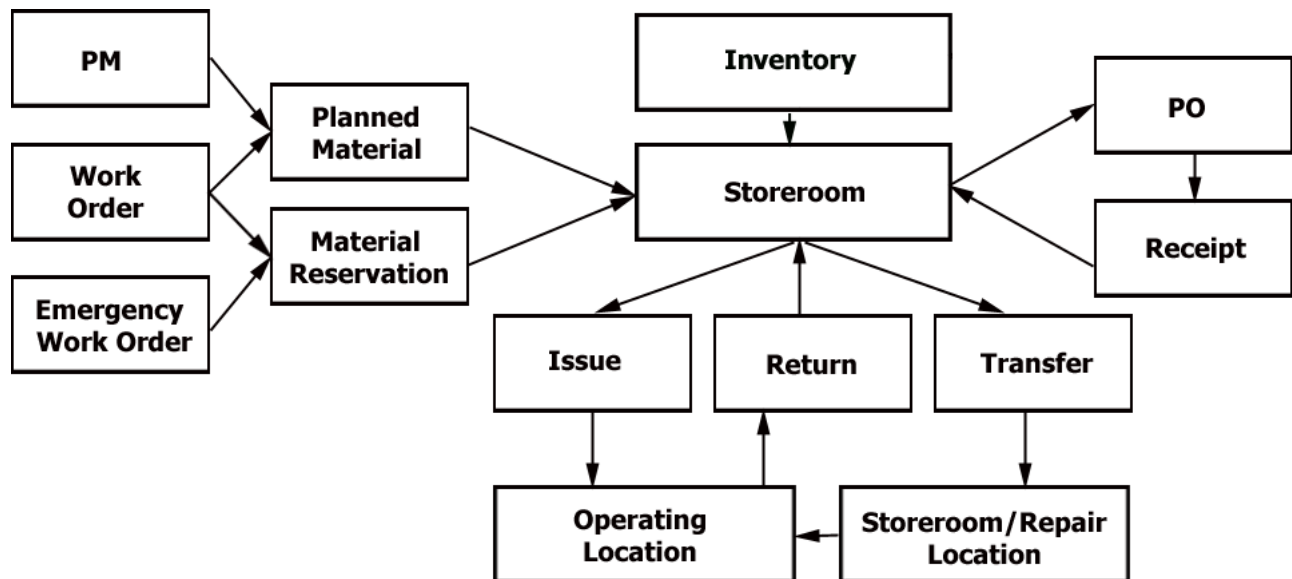 PM
Work
Order
Emergency
Work Order
Planned
Material
Material
Reservation
Inventory
Storeroom
PO
Receipt
Issue
Return
Transfer
Operating
Location
Storeroom/Repair
Location